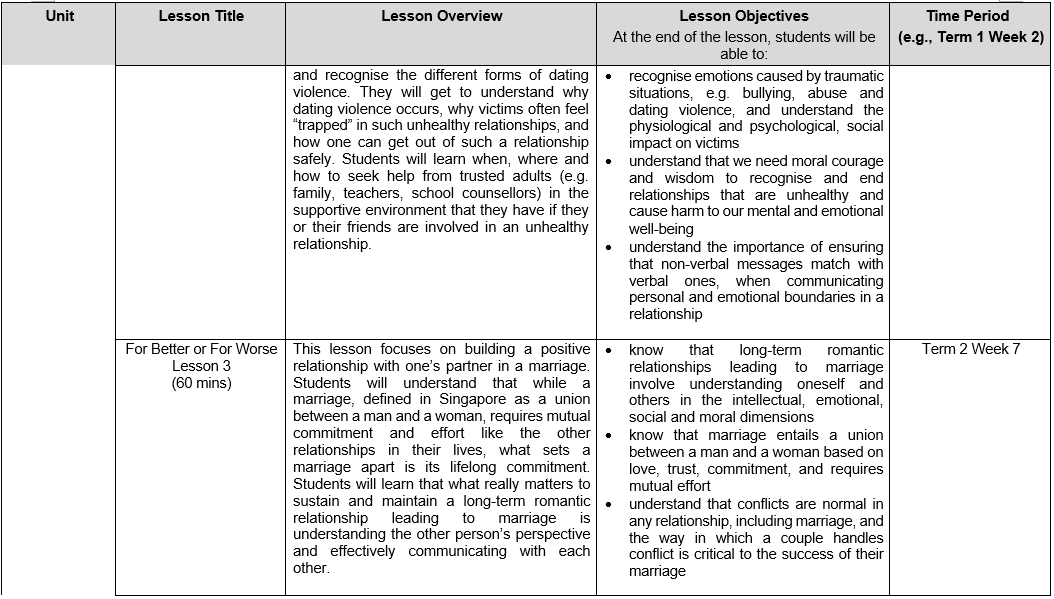 Unit
Lesson Title
Lesson Overview
Lesson Objectives
At the end of the lesson, students will be
able to:
Time Period
(e.g., Term 1 Week 2)
and recognise the different forms of dating
violence. They will get to understand why
dating violence occurs, why victims often feel
“trapped” in such unhealthy relationships, and
how one can get out of such a relationship
safely. Students will learn when, where and
how to seek help from trusted adults (e.g.
family, teachers, school counsellors) in the
supportive environment that they have if they
or their friends are involved in an unhealthy
relationship.
• recognise emotions caused by traumatic
situations, e.g. bullying, abuse and
dating violence, and understand the
physiological and psychological, social
impact on victims
• understand that we need moral courage
and wisdom to recognise and end
relationships that are unhealthy and
cause harm to our mental and emotional
well-being
• understand the importance of ensuring
that non-verbal messages match with
verbal ones, when communicating
personal and emotional boundaries in a
relationship
For Better or For Worse
Lesson 3
(60 mins)
This lesson focuses on building a positive
relationship with one’s partner in a marriage.
Students will understand that while a
marriage, defined in Singapore as a union
between a man and a woman, requires mutual
commitment and effort like the other
relationships in their lives, what sets a
marriage apart is its lifelong commitment.
Students will learn that what really matters to
sustain and maintain a long-term romantic
relationship leading to marriage is
understanding the other person’s perspective
and effectively communicating with each
other.
• know that long-term romantic
relationships leading to marriage
involve understanding oneself and
others in the intellectual, emotional,
social and moral dimensions
• know that marriage entails a union
between a man and a woman based on
love, trust, commitment, and requires
mutual effort
• understand that conflicts are normal in
any relationship, including marriage, and
the way in which a couple handles
conflict is critical to the success of their
marriage
Term 2 Week 7